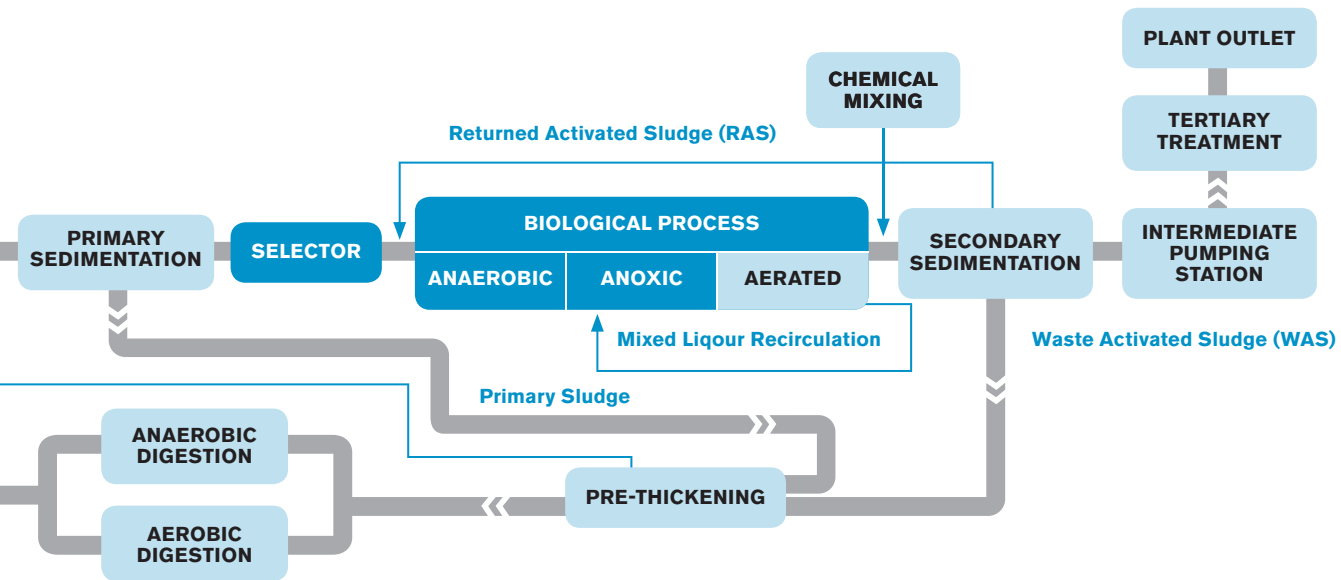 PLANT OUTLET
CHEMICAL
MIXING
TERTIARY
TREATMENT
Returned Activated Sludge (RAS)
PRIMARY
SEDIMENTATION
SELECTOR
BIOLOGICAL PROCESS
ANAEROBIC
ANOXIC
AERATED
SECONDARY
SEDIMENTATION
INTERMEDIATE
PUMPING
STATION
Mixed Liqour Recirculation
Waste Activated Sludge (WAS)
Primary Sludge
ANAEROBIC
DIGESTION
PRE-THICKENING
AEROBIC
DIGESTION